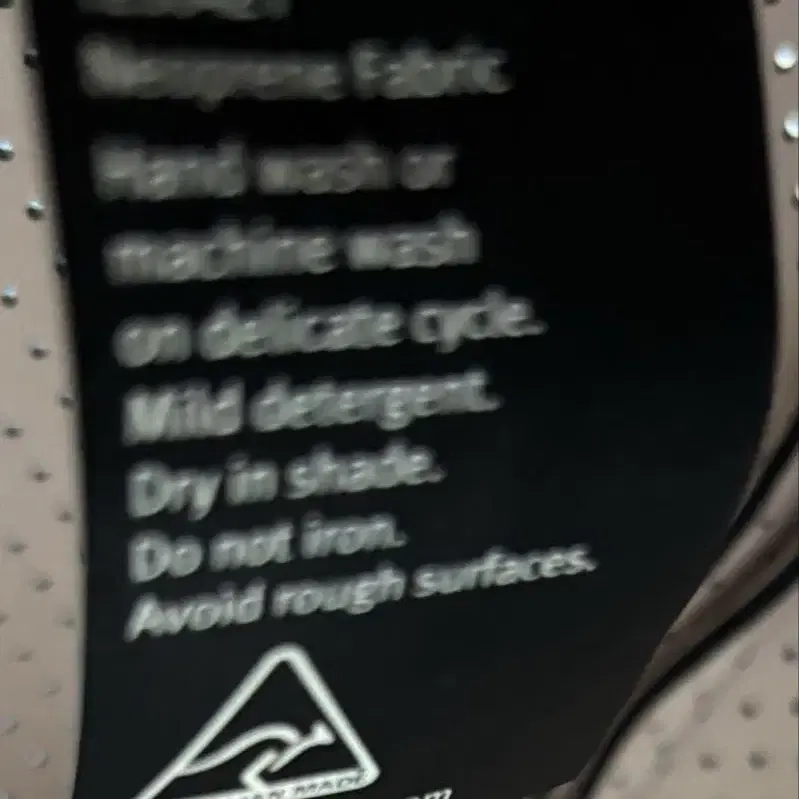 Neoprene Fabric
Hand wash or
machine wash
on delicate cycle.
Mild detergent.
Dry in shade.
Do not iron.
Avoid rough surfaces.
MADE